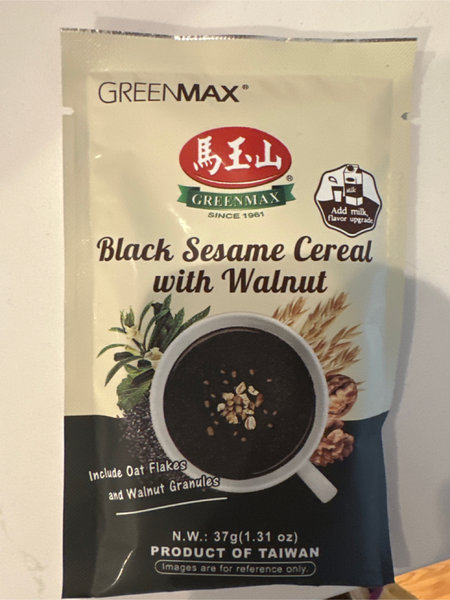 GREENMAX®
馬玉山
GREENMAX®
SINCE 1961
milk
Add milk,
flavor upgrade
Black Sesame Cereal
with Walnut
Include Oat Flakes
and Walnut Granules
N.W.: 37g(1.31 oz)
PRODUCT OF TAIWAN
Images are for reference only.